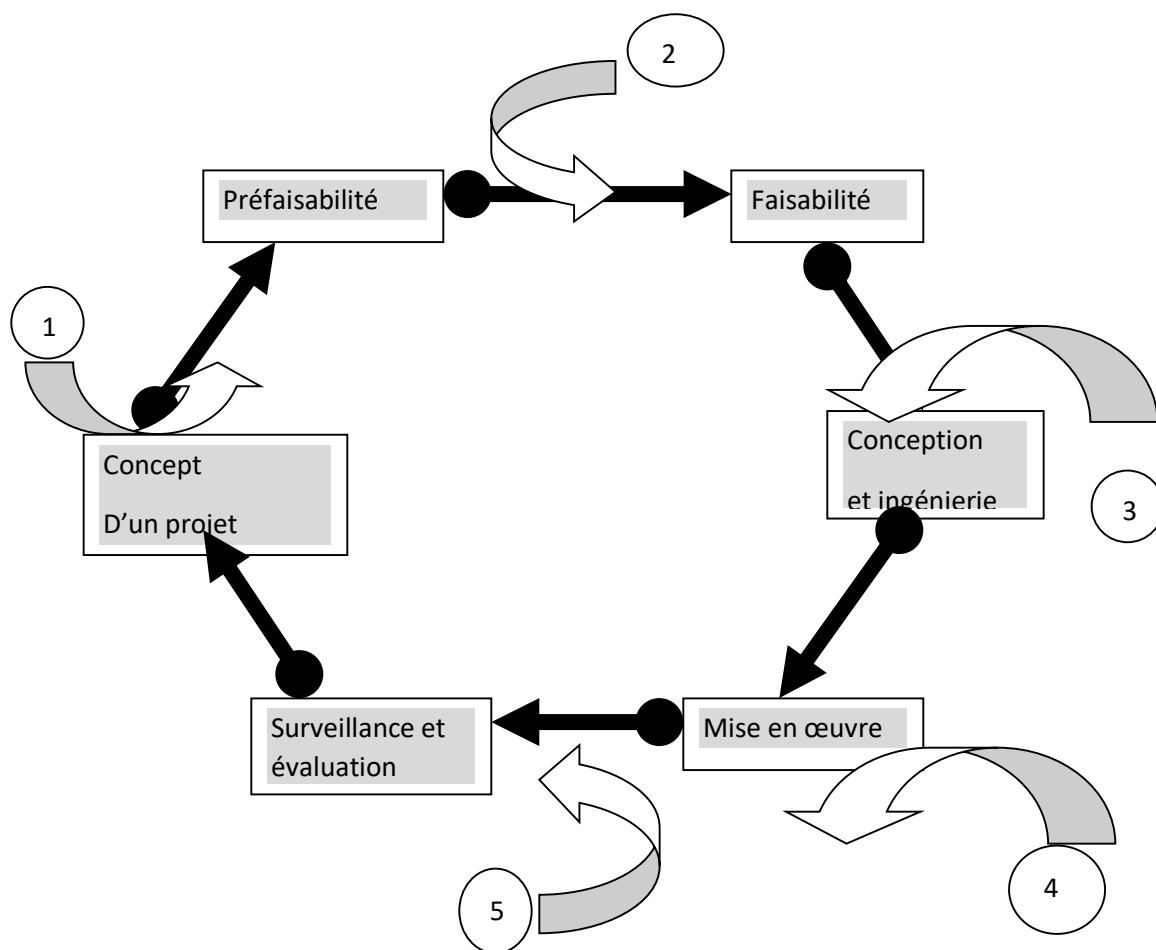 2
Préfaisabilité
Faisabilité
1
Concept
D’un projet
Conception
et ingénierie
3
Surveillance et
évaluation
Mise en œuvre
5
4